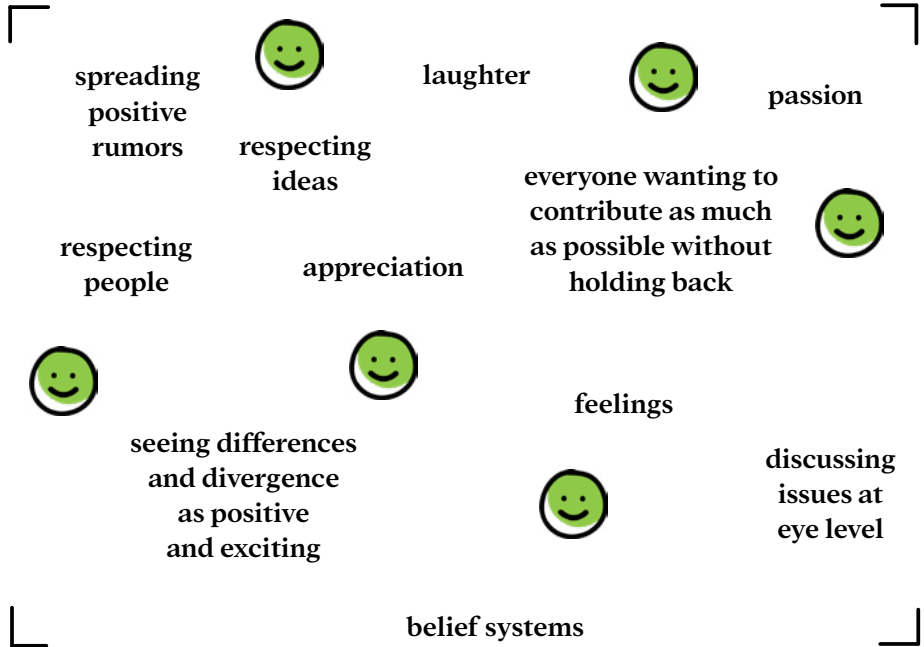 spreading
positive
rumors
laughter
passion
respecting
ideas
everyone wanting to
contribute as much
as possible without
holding back
respecting
people
appreciation
feelings
seeing differences
and divergence
as positive
and exciting
discussing
issues at
eye level
belief systems